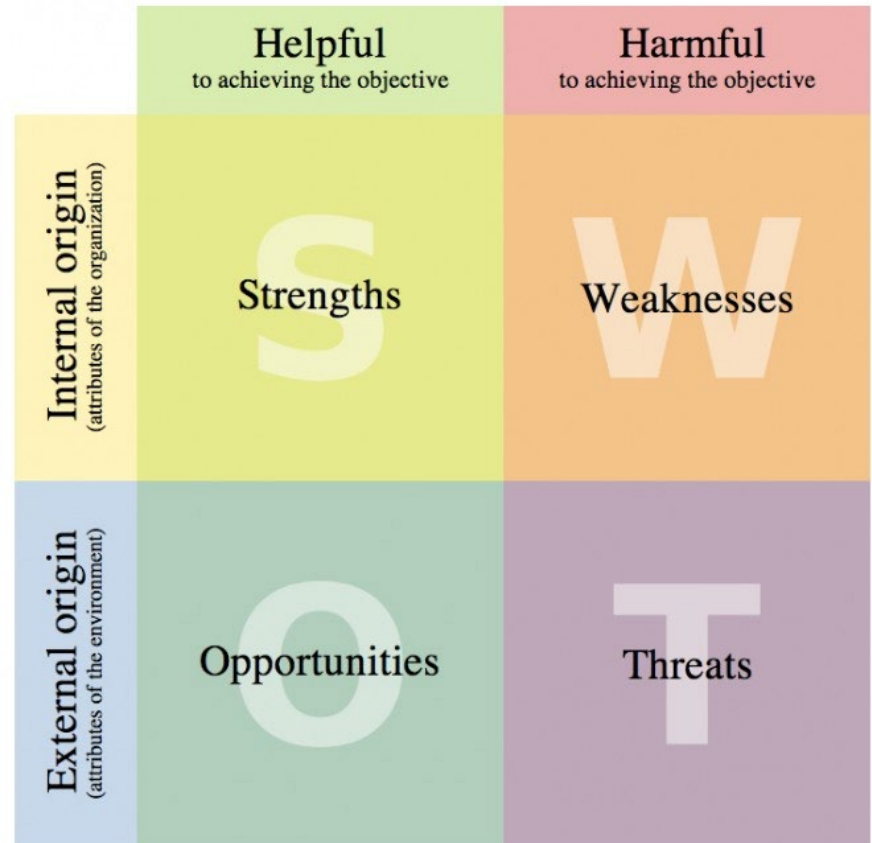 Helpful
to achieving the objective
Harmful
to achieving the objective
Internal origin
(attributes of the organization)
S
Strengths
W
Weaknesses
External origin
(attributes of the environment)
O
Opportunities
T
Threats